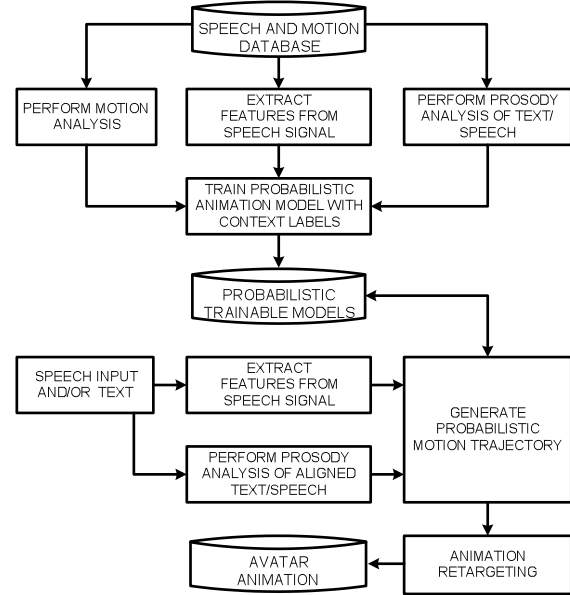 SPEECH AND MOTION
DATABASE
PERFORM MOTION
ANALYSIS
EXTRACT
FEATURES FROM
SPEECH SIGNAL
PERFORM PROSODY
ANALYSIS OF TEXT/
SPEECH
TRAIN PROBABILISTIC
ANIMATION MODEL WITH
CONTEXT LABELS
PROBABILISTIC
TRAINABLE MODELS
SPEECH INPUT
AND/OR TEXT
EXTRACT
FEATURES FROM
SPEECH SIGNAL
GENERATE
PROBABILISTIC
MOTION TRAJECTORY
PERFORM PROSODY
ANALYSIS OF ALIGNED
TEXT/SPEECH
AVATAR
ANIMATION
ANIMATION
RETARGETING